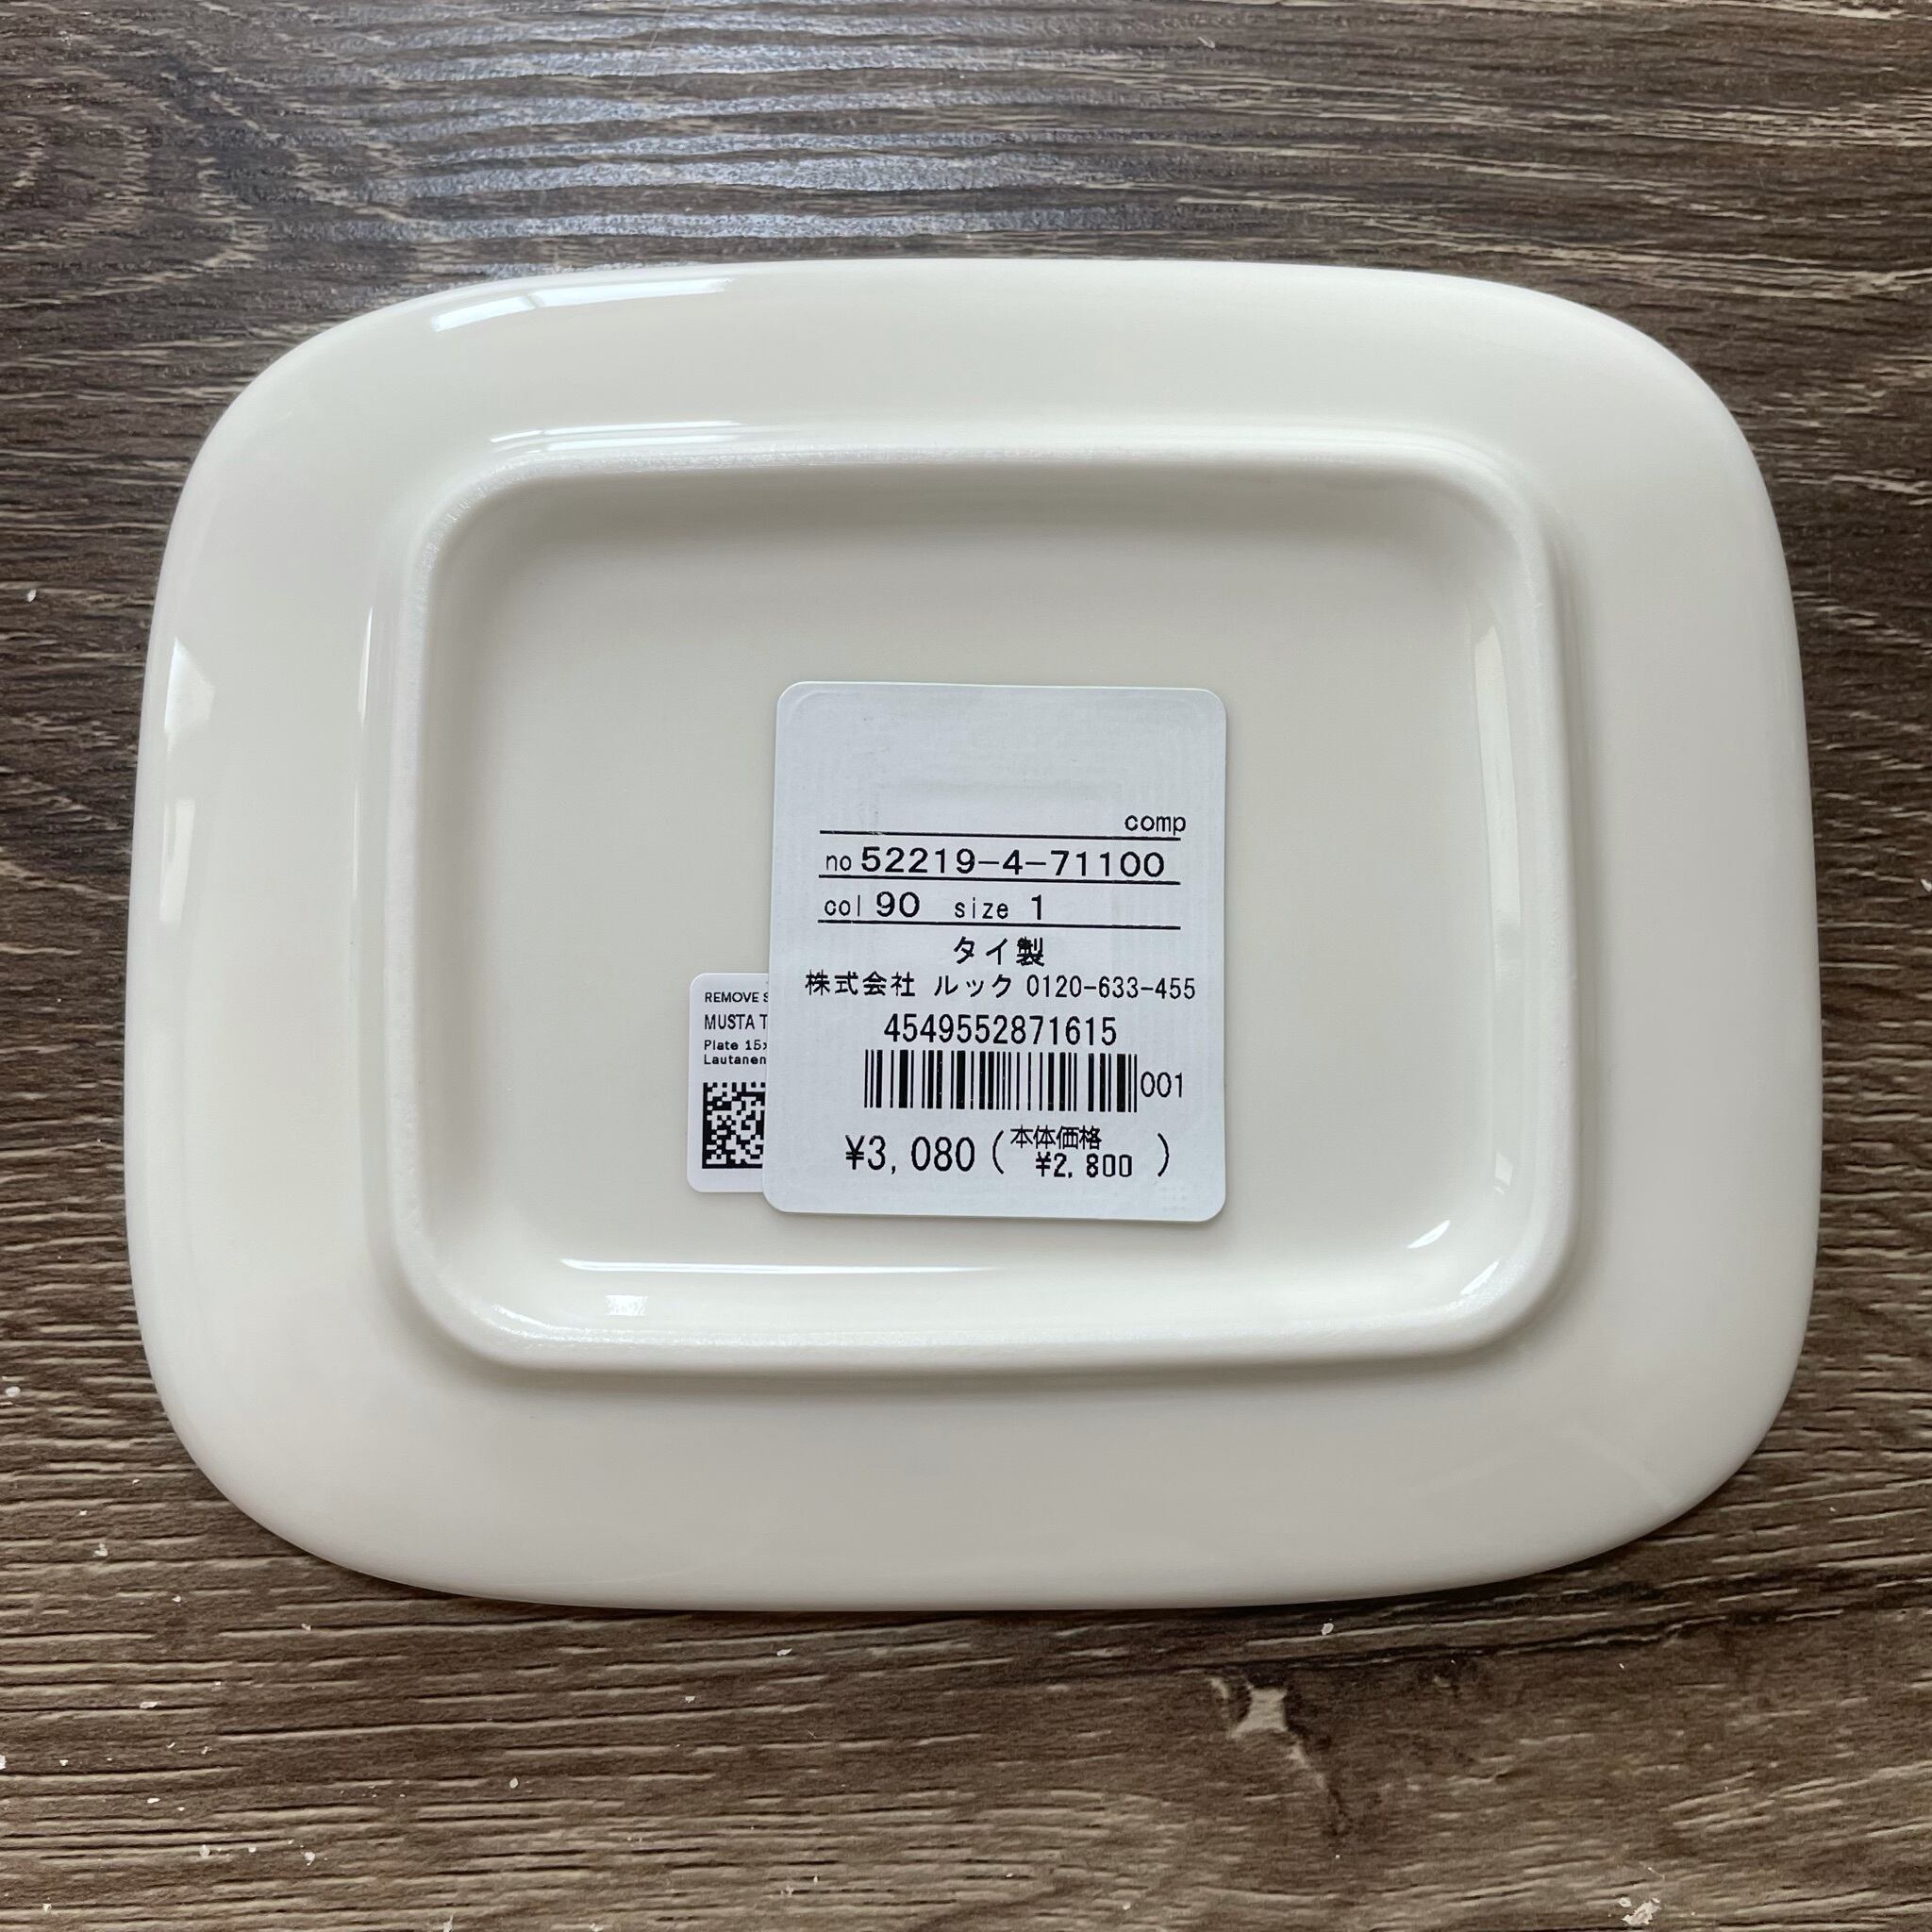 comp
no 52219-4-71100
col 90 size 1
タイ製
株式会社 ルック 0120-633-455
4549552871615
001
¥3,080 (本体価格 ¥2,800)
REMOVE
MUSTA
Plate
Lautanen